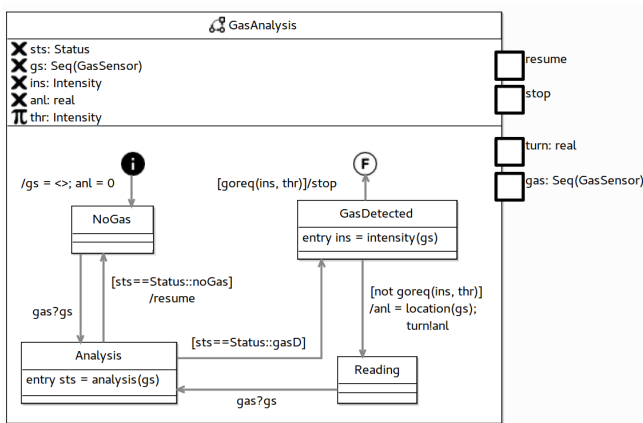 GasAnalysis
sts: Status
gs: Seq(GasSensor)
ins: Intensity
anl: real
thr: Intensity
resume
stop
turn: real
gas: Seq(GasSensor)
i
F
/gs = <>; anl = 0
[goreq(ins, thr)]/stop
NoGas
GasDetected
entry ins = intensity(gs)
[sts==Status::noGas]
/resume
[not goreq(ins, thr)]
/anl = location(gs);
turn!anl
gas?gs
[sts==Status::gasD]
Analysis
entry sts = analysis(gs)
Reading
gas?gs